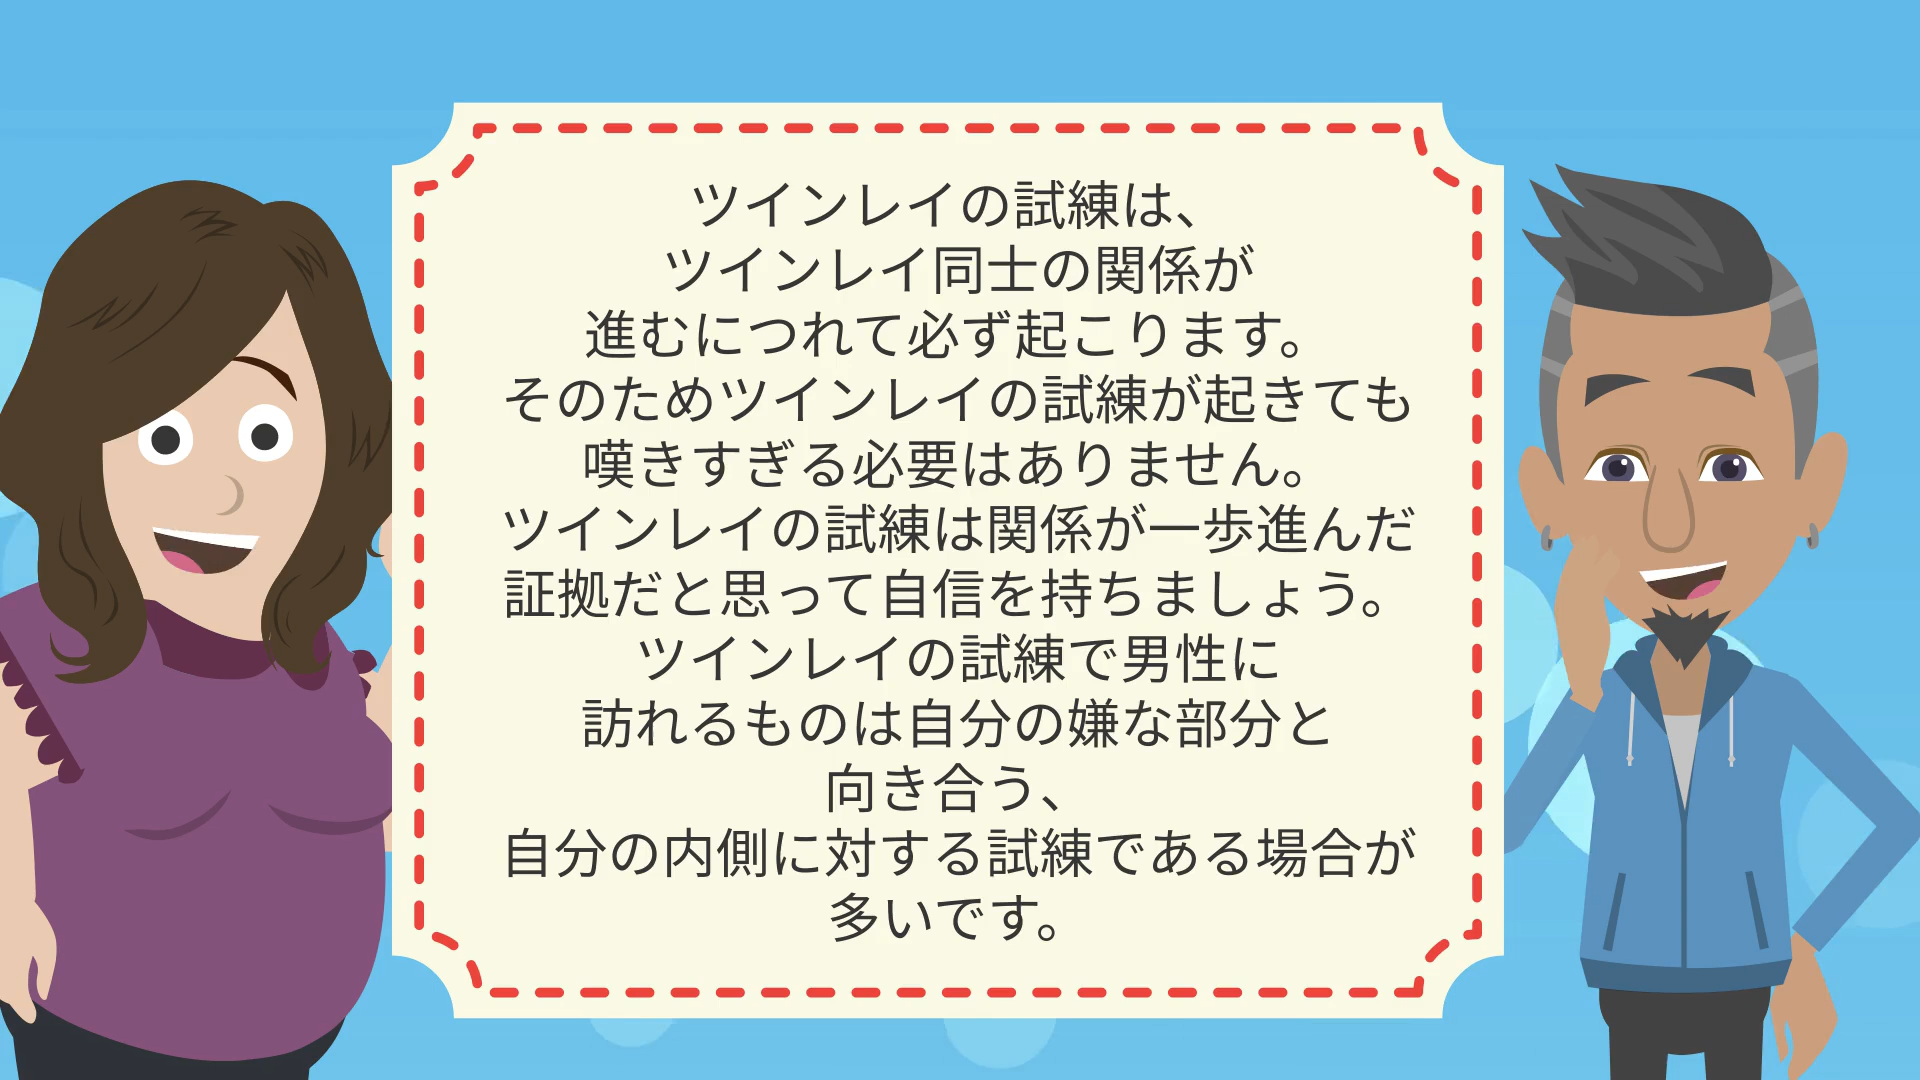 ツインレイの試練は、
ツインレイ同士の関係が
進むにつれて必ず起こります。
そのためツインレイの試練が起きても
嘆きすぎる必要はありません。
ツインレイの試練は関係が一歩進んだ
証拠だと思って自信を持ちましょう。
ツインレイの試練で男性に
訪れるものは自分の嫌な部分と
向き合う、
自分の内側に対する試練である場合が
多いです。